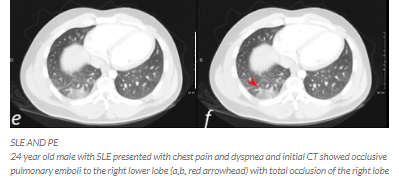 e f
SLE AND PE
24 year old male with SLE presented with chest pain and dyspnea and initial CT showed occlusive
pulmonary emboli to the right lower lobe (a,b, red arrowhead) with total occlusion of the right lobe